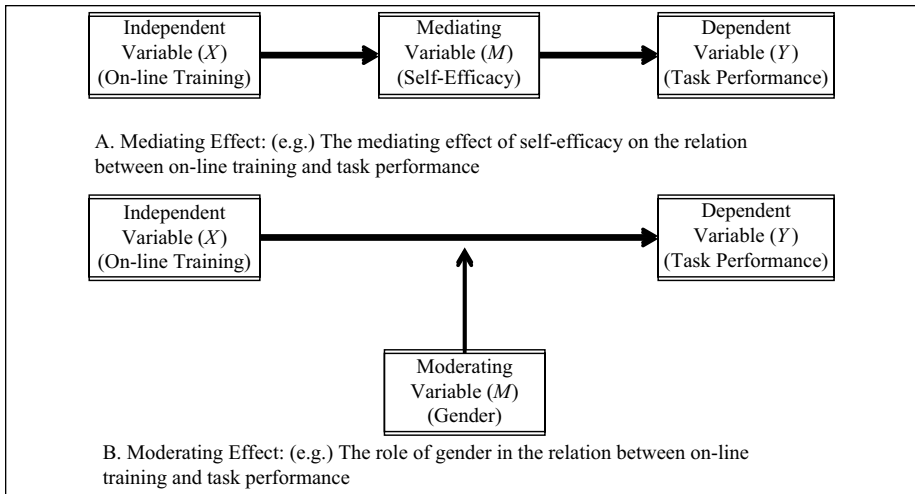 Independent
Variable (X)
(On-line Training)
Mediating
Variable (M)
(Self-Efficacy)
Dependent
Variable (Y)
(Task Performance)
A. Mediating Effect: (e.g.) The mediating effect of self-efficacy on the relation
between on-line training and task performance
Independent
Variable (X)
(On-line Training)
Dependent
Variable (Y)
(Task Performance)
Moderating
Variable (M)
(Gender)
B. Moderating Effect: (e.g.) The role of gender in the relation between on-line
training and task performance